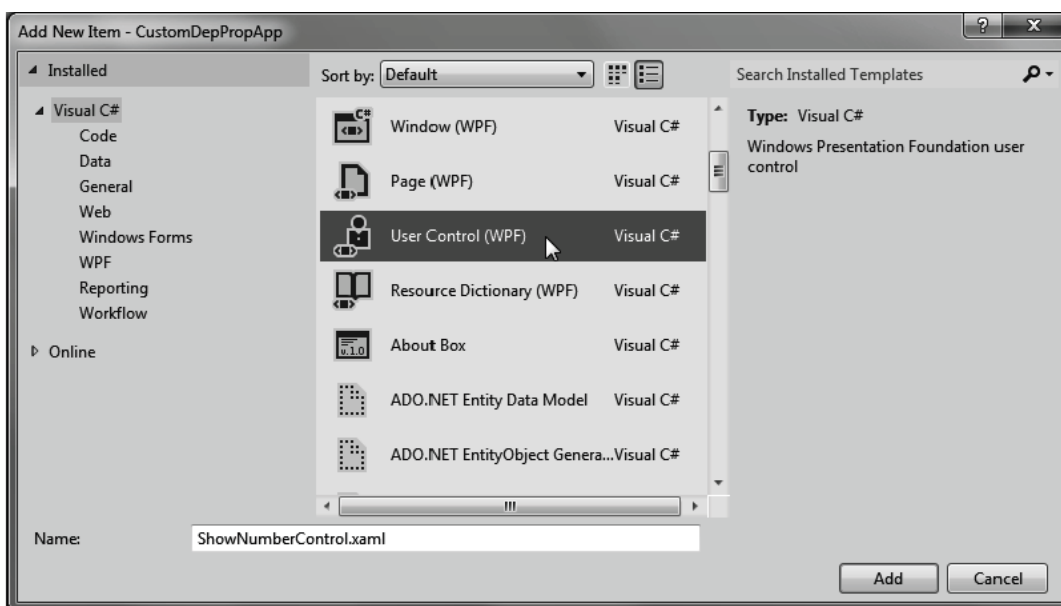 Add New Item - CustomDepPropApp
Installed
Visual C#
Code
Data
General
Web
Windows Forms
WPF
Reporting
Workflow
Online
Sort by: Default
C#
Window (WPF) Visual C#
Page (WPF) Visual C#
User Control (WPF) Visual C#
Resource Dictionary (WPF) Visual C#
v.1.0
About Box Visual C#
ADO.NET Entity Data Model Visual C#
ADO.NET EntityObject Genera...Visual C#
Search Installed Templates
Type: Visual C#
Windows Presentation Foundation user
control
Name: ShowNumberControl.xaml
Add Cancel